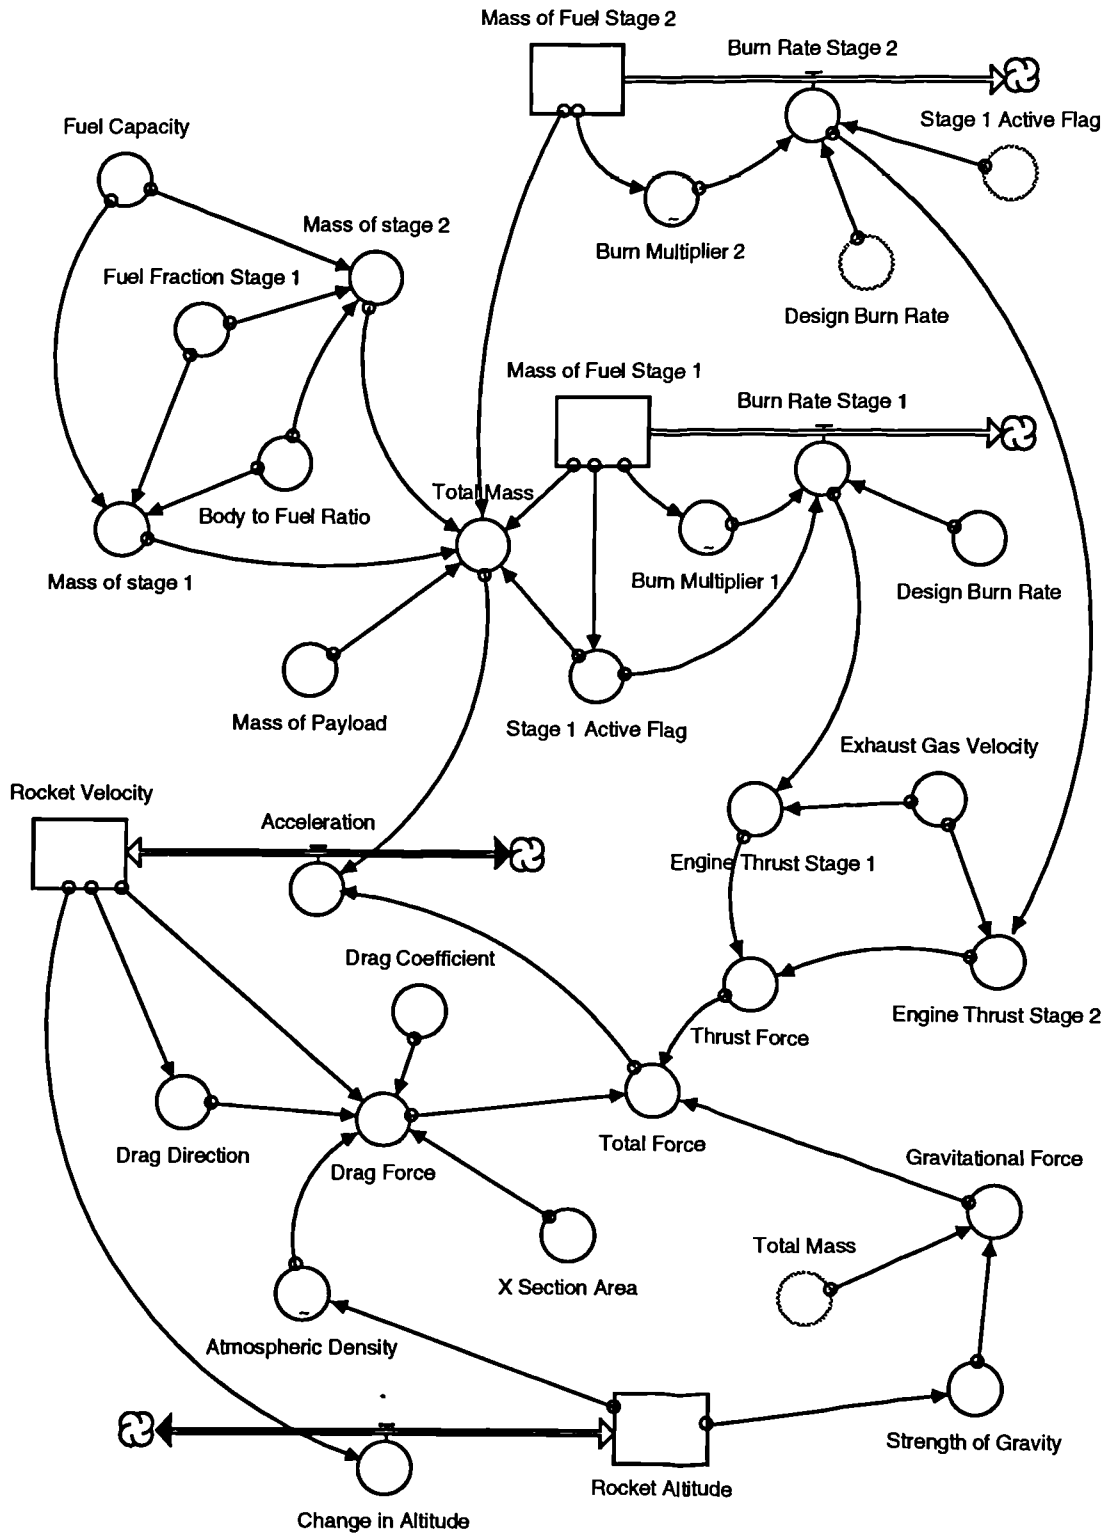 Mass of Fuel Stage 2
Burn Rate Stage 2
Stage 1 Active Flag
Fuel Capacity
Mass of stage 2
Burn Multiplier 2
Fuel Fraction Stage 1
Design Burn Rate
Mass of Fuel Stage 1
Burn Rate Stage 1
Total Mass
Body to Fuel Ratio
Mass of stage 1
Burn Multiplier 1
Design Burn Rate
Mass of Payload
Stage 1 Active Flag
Exhaust Gas Velocity
Rocket Velocity
Acceleration
Engine Thrust Stage 1
Drag Coefficient
Engine Thrust Stage 2
Thrust Force
Drag Direction
Drag Force
Total Force
Gravitational Force
Total Mass
X Section Area
Atmospheric Density
Strength of Gravity
Rocket Altitude
Change in Altitude